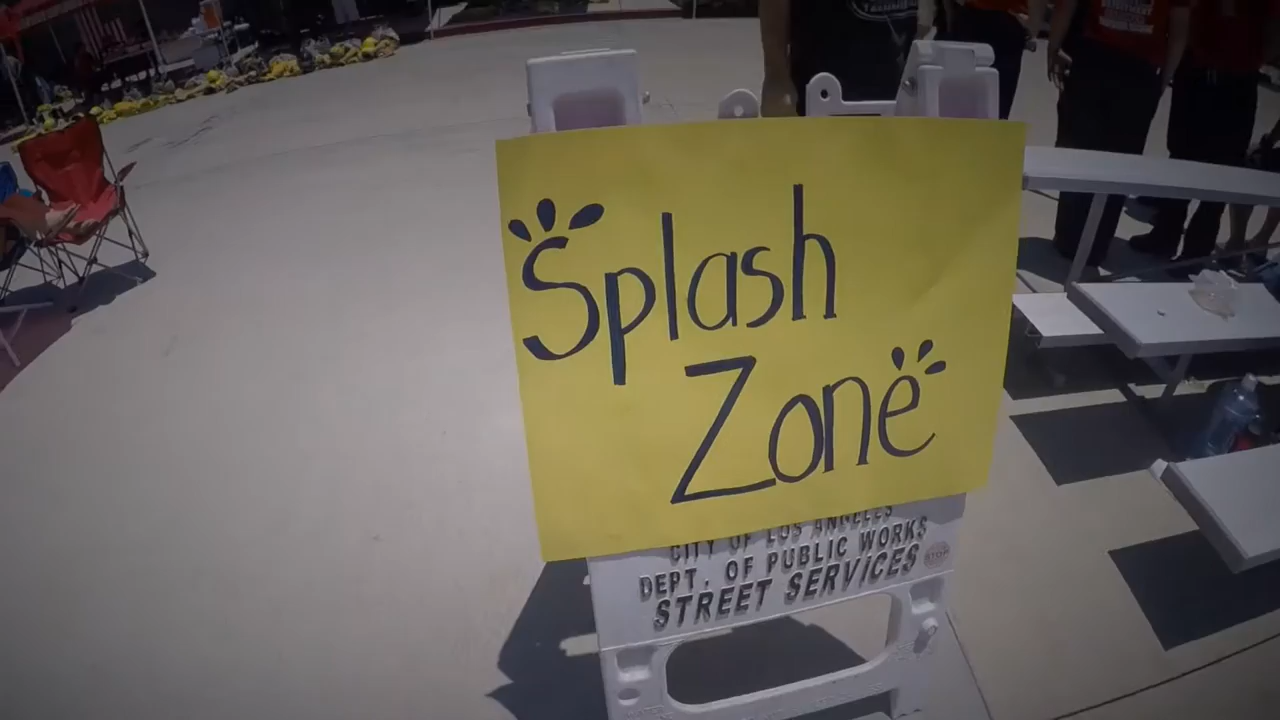 Splash
Zone
CITY OF LOS ANGELES
DEPT. OF PUBLIC WORKS
STREET SERVICES